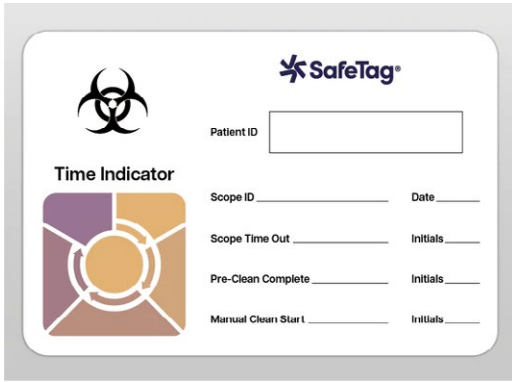 SafeTag®
Patient ID
Time Indicator
Scope ID Date
Scope Time Out Initials
Pre-Clean Complete Initials
Manual Clean Start Initials